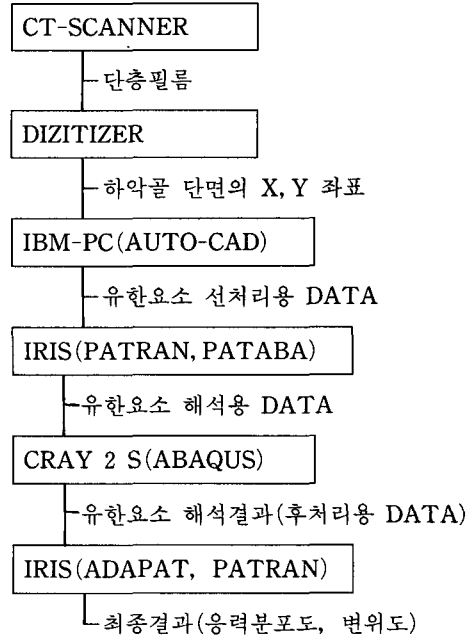 CT-SCANNER
단층필름
DIZITIZER
하악골 단면의 X, Y 좌표
IBM-PC(AUTO-CAD)
유한요소 선처리용 DATA
IRIS(PATRAN, PATABA)
유한요소 해석용 DATA
CRAY 2 S(ABAQUS)
유한요소 해석결과(후처리용 DATA)
IRIS(ADAPAT, PATRAN)
최종결과(응력분포도, 변위도)